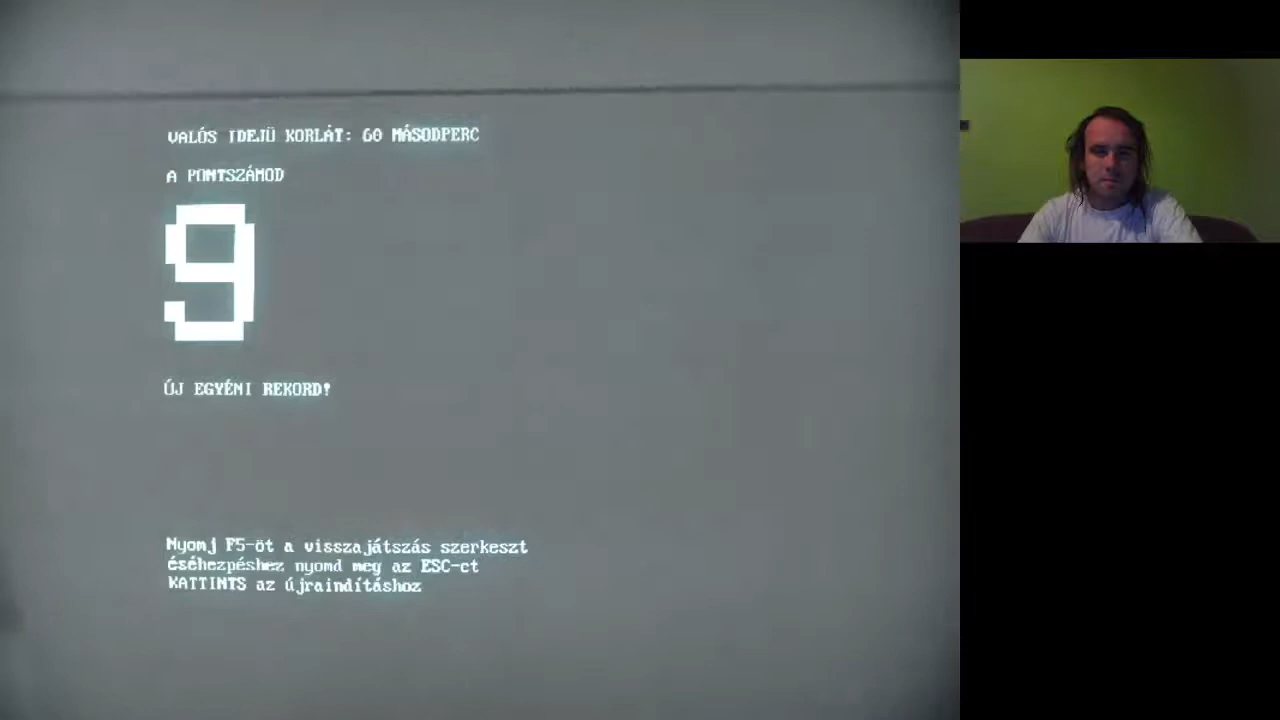 VALÓS IDEJŰ KORLÁT: 60 MÁSODPERC
A PONTSZÁMOD
9
ÚJ EGYÉNI REKORD!
Nyomj F5-öt a visszajátszás szerkeszt
éséhezpéshez nyomd meg az ESC-ct
KATTINTS az újraindításhoz